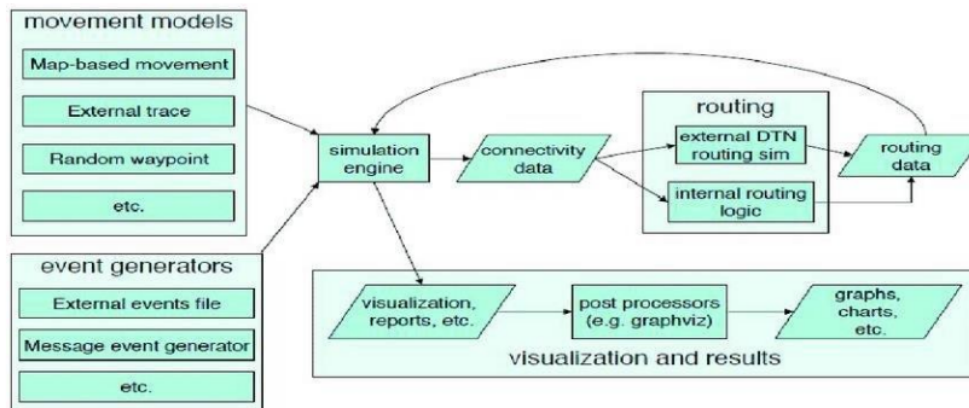 movement models
Map-based movement
External trace
Random waypoint
etc.
event generators
External events file
Message event generator
etc.
simulation
engine
connectivity
data
routing
external DTN
routing sim
internal routing
logic
routing
data
visualization,
reports, etc.
post processors
(e.g. graphviz)
graphs,
charts,
etc.
visualization and results